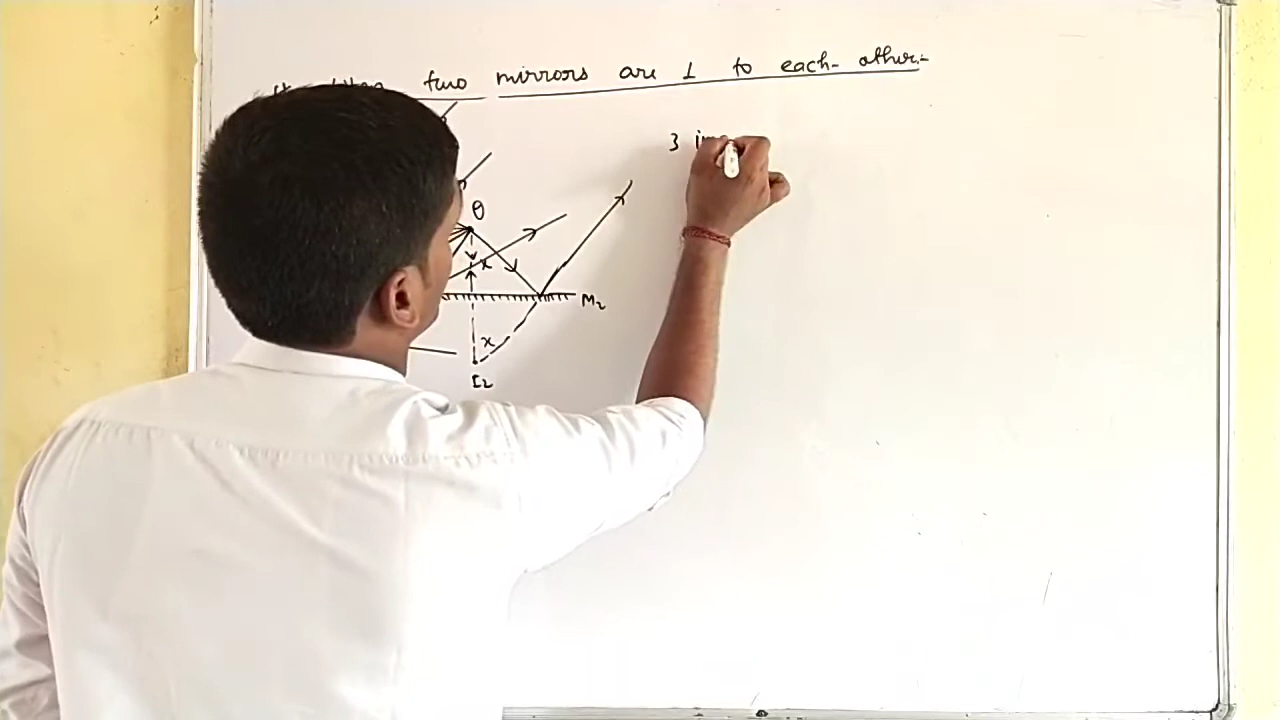 two mirrors are ⊥ to each other:-
3
θ
x
M₂
x
I₂